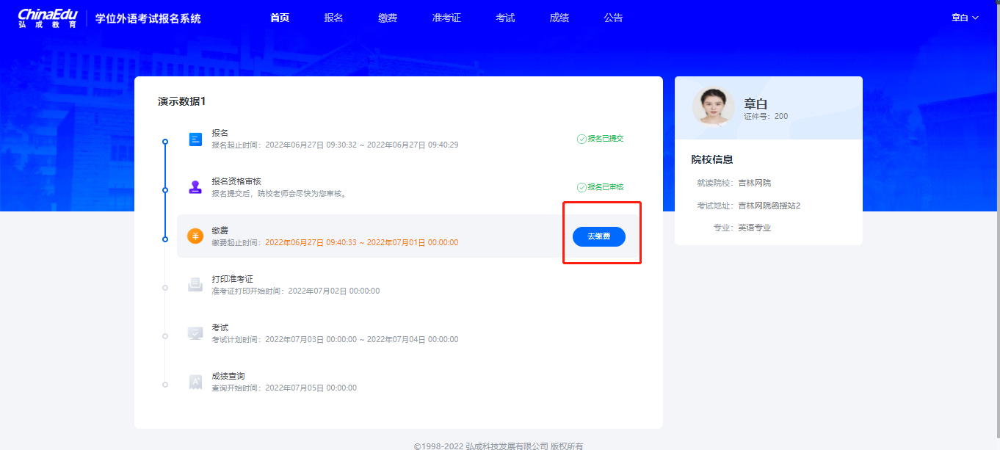 ChinaEdu
弘成教育
学位外语考试报名系统
首页 报名 缴费 准考证 考试 成绩 公告
章白
演示数据1
报名
报名起止时间：2022年06月27日 09:30:32 ~ 2022年06月27日 09:40:29
报名已提交
报名资格审核
报名提交后，院校老师会尽快为您审核。
报名已审核
缴费
缴费起止时间：2022年06月27日 09:40:33 ~ 2022年07月01日 00:00:00
去缴费
打印准考证
准考证打印开始时间：2022年07月02日 00:00:00
考试
考试计划时间：2022年07月03日 00:00:00 ~ 2022年07月04日 00:00:00
成绩查询
查询开始时间：2022年07月05日 00:00:00
章白
证件号：200
院校信息
就读院校：吉林网院
考试地址：吉林网院函授站2
专业：英语专业
©1998-2022 弘成科技发展有限公司 版权所有